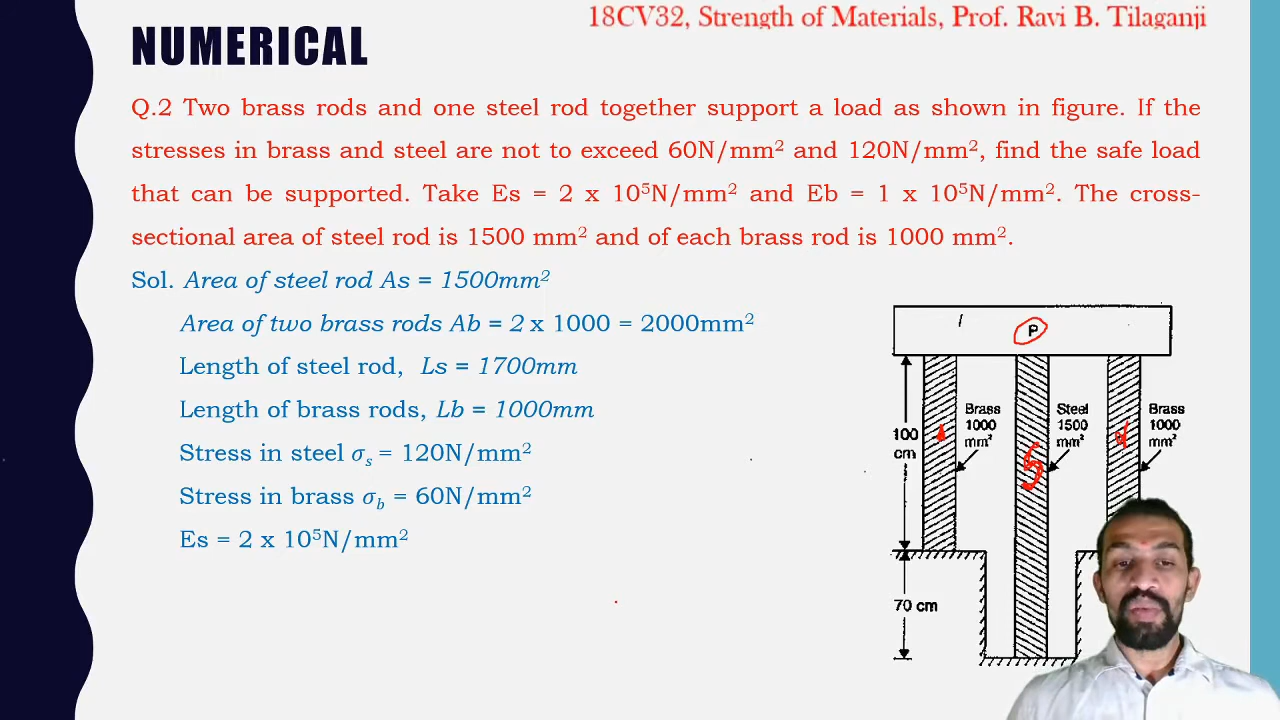 18CV32, Strength of Materials, Prof. Ravi B. Tilaganji
NUMERICAL
Q.2 Two brass rods and one steel rod together support a load as shown in figure. If the
stresses in brass and steel are not to exceed 60N/mm² and 120N/mm², find the safe load
that can be supported. Take Es = 2 x 10⁵N/mm² and Eb = 1 x 10⁵N/mm². The cross-
sectional area of steel rod is 1500 mm² and of each brass rod is 1000 mm².
Sol. Area of steel rod As = 1500mm²
Area of two brass rods Ab = 2 x 1000 = 2000mm²
Length of steel rod, Ls = 1700mm
Length of brass rods, Lb = 1000mm
Stress in steel σₛ = 120N/mm²
Stress in brass σ_b = 60N/mm²
Es = 2 x 10⁵N/mm²
P
Brass
1000
mm²
Steel
1500
mm²
Brass
1000
mm²
100
cm
70 cm